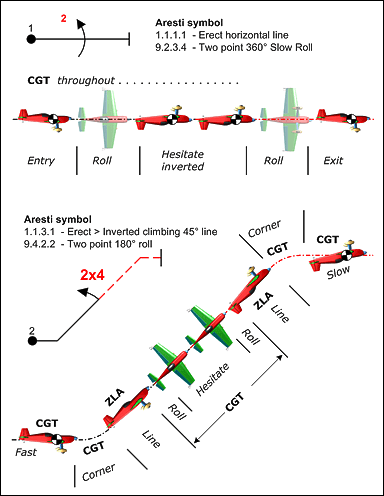 2
1
Aresti symbol
1.1.1.1 - Erect horizontal line
9.2.3.4 - Two point 360° Slow Roll
CGT throughout . . . . . . . . . . . . . . . . .
Entry
Roll
Hesitate
inverted
Roll
Exit
Aresti symbol
1.1.3.1 - Erect > Inverted climbing 45° line
9.4.2.2 - Two point 180° roll
2x4
2
Corner
CGT
CGT
Slow
ZLA
Line
Roll
Hesitate
Roll
CGT
ZLA
Line
CGT
Fast
CGT
Corner